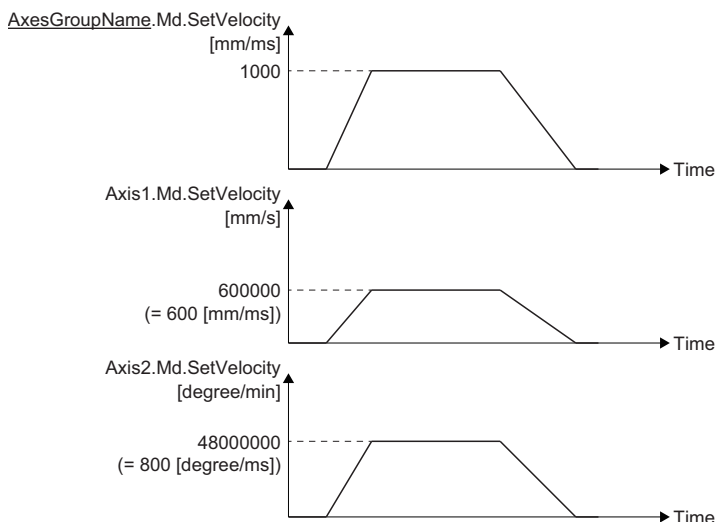 AxesGroupName.Md.SetVelocity
[mm/ms]
1000
Time
Axis1.Md.SetVelocity
[mm/s]
600000
(= 600 [mm/ms])
Time
Axis2.Md.SetVelocity
[degree/min]
48000000
(= 800 [degree/ms])
Time